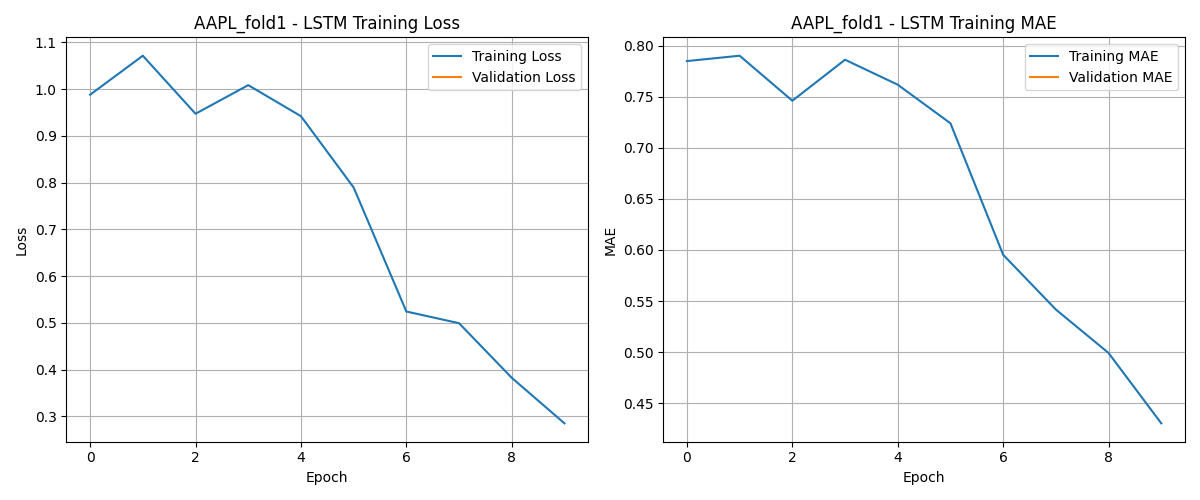 AAPL_fold1 - LSTM Training Loss
1.1
1.0
0.9
0.8
0.7
0.6
0.5
0.4
0.3
Loss
0 2 4 6 8
Epoch
Training Loss
Validation Loss
AAPL_fold1 - LSTM Training MAE
0.80
0.75
0.70
0.65
0.60
0.55
0.50
0.45
MAE
0 2 4 6 8
Epoch
Training MAE
Validation MAE